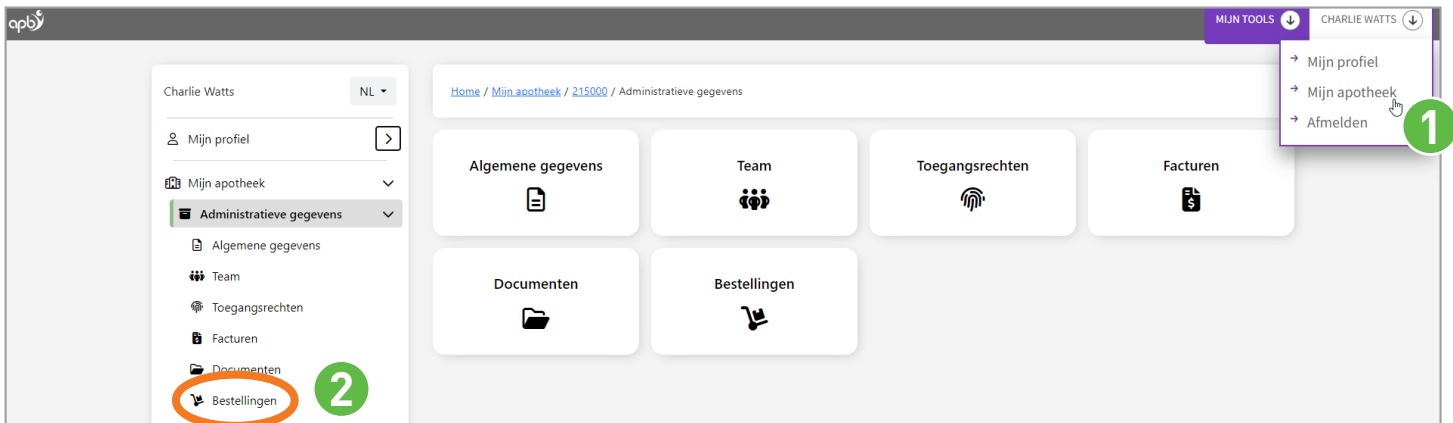 apb
MIJN TOOLS
CHARLIE WATTS
Mijn profiel
Mijn apotheek
Afmelden
1
Charlie Watts
NL
Mijn profiel
Mijn apotheek
Administratieve gegevens
Algemene gegevens
Team
Toegangsrechten
Facturen
Documenten
Bestellingen
2
Home / Mijn apotheek / 215000 / Administratieve gegevens
Algemene gegevens
Team
Toegangsrechten
Facturen
$
Documenten
Bestellingen